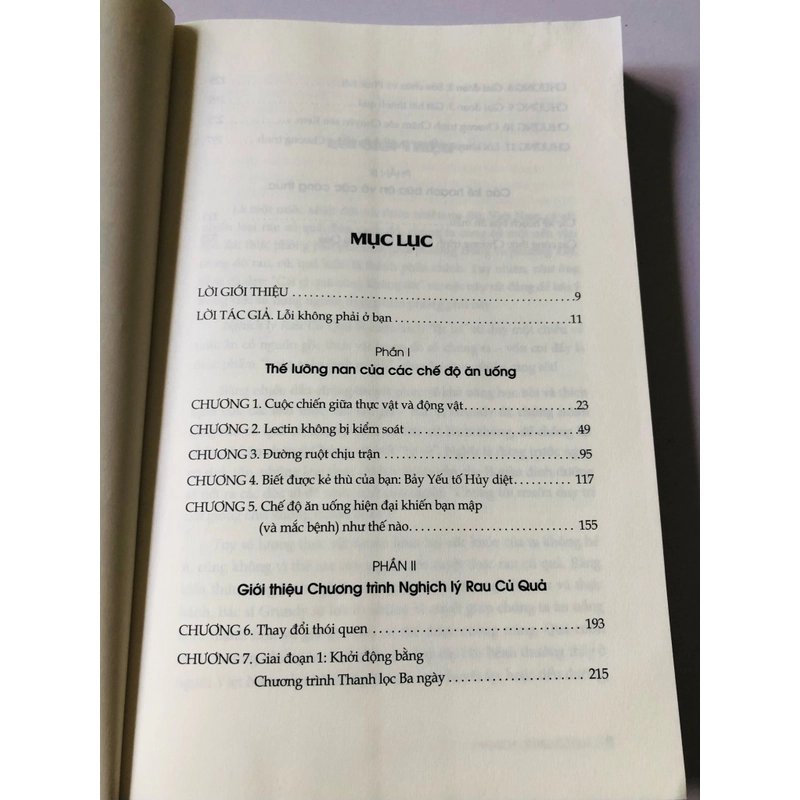 MỤC LỤC
LỜI GIỚI THIỆU ........ 9
LỜI TÁC GIẢ. Lỗi không phải ở bạn ........ 11
Phần I
Thế lưỡng nan của các chế độ ăn uống
CHƯƠNG 1. Cuộc chiến giữa thực vật và động vật ........ 23
CHƯƠNG 2. Lectin không bị kiểm soát ........ 49
CHƯƠNG 3. Đường ruột chịu trận ........ 95
CHƯƠNG 4. Biết được kẻ thù của bạn: Bảy Yếu tố Hủy diệt ........ 117
CHƯƠNG 5. Chế độ ăn uống hiện đại khiến bạn mập
(và mắc bệnh) như thế nào ........ 155
PHẦN II
Giới thiệu Chương trình Nghịch lý Rau Củ Quả
CHƯƠNG 6. Thay đổi thói quen ........ 193
CHƯƠNG 7. Giai đoạn 1: Khởi động bằng
Chương trình Thanh lọc Ba ngày ........ 215